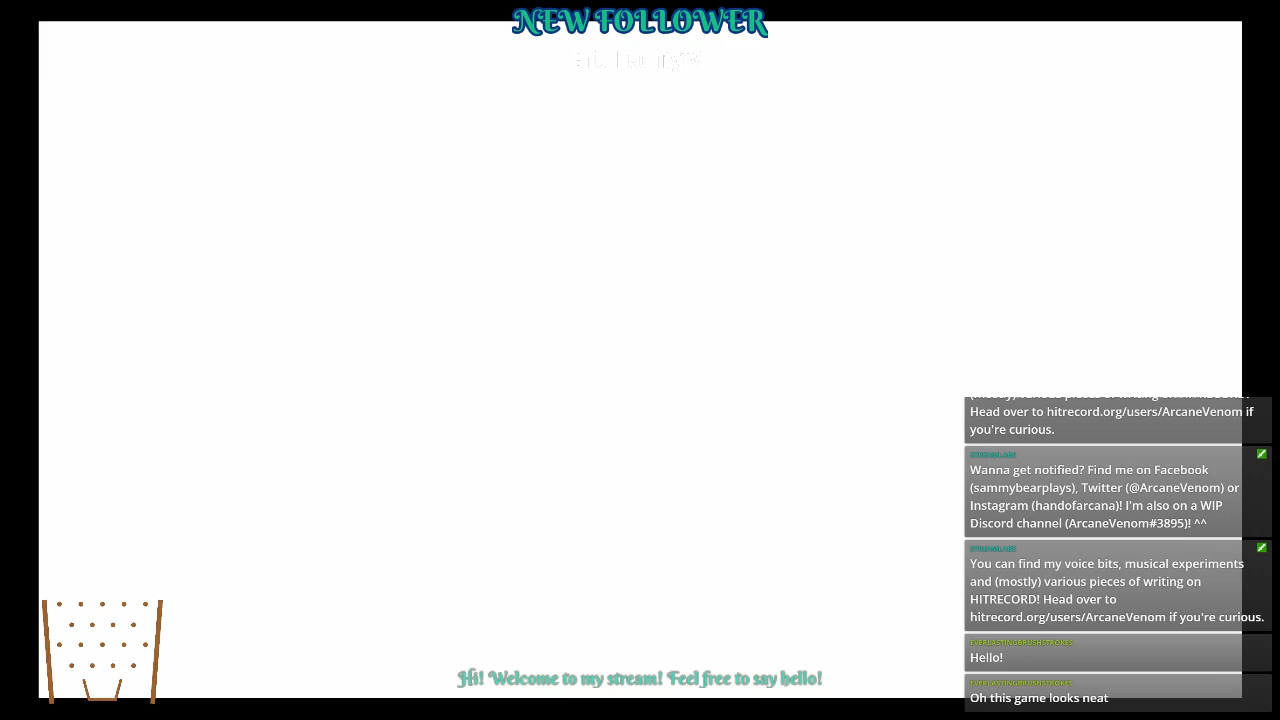 NEW FOLLOWER
Head over to hitrecord.org/users/ArcaneVenom if
you're curious.
STREAMLABS
Wanna get notified? Find me on Facebook
(sammybearplays), Twitter (@ArcaneVenom) or
Instagram (handofarcana)! I'm also on a WIP
Discord channel (ArcaneVenom#3895)! ^^
STREAMLABS
You can find my voice bits, musical experiments
and (mostly) various pieces of writing on
HITRECORD! Head over to
hitrecord.org/users/ArcaneVenom if you're curious.
EVERLASTINGBRUSHSTROKES
Hello!
EVERLASTINGBRUSHSTROKES
Oh this game looks neat
Hi! Welcome to my stream! Feel free to say hello!